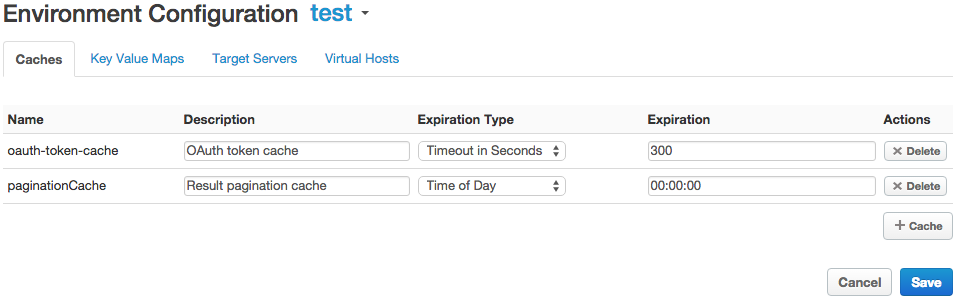 Environment Configuration test
Caches Key Value Maps Target Servers Virtual Hosts
Name Description Expiration Type Expiration Actions
oauth-token-cache OAuth token cache Timeout in Seconds 300 × Delete
paginationCache Result pagination cache Time of Day 00:00:00 × Delete
+ Cache
Cancel Save